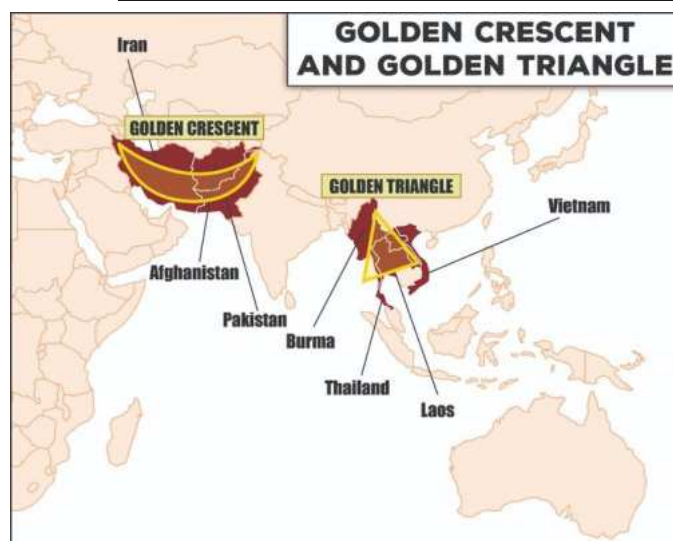 GOLDEN CRESCENT
AND GOLDEN TRIANGLE
Iran
GOLDEN CRESCENT
GOLDEN TRIANGLE
Vietnam
Afghanistan
Pakistan
Burma
Thailand
Laos